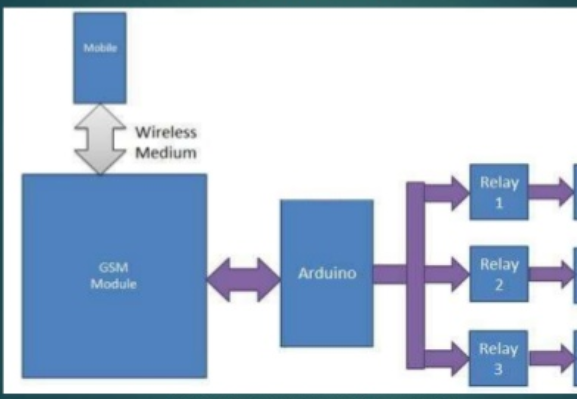 Mobile
Wireless
Medium
GSM
Module
Arduino
Relay
1
Relay
2
Relay
3